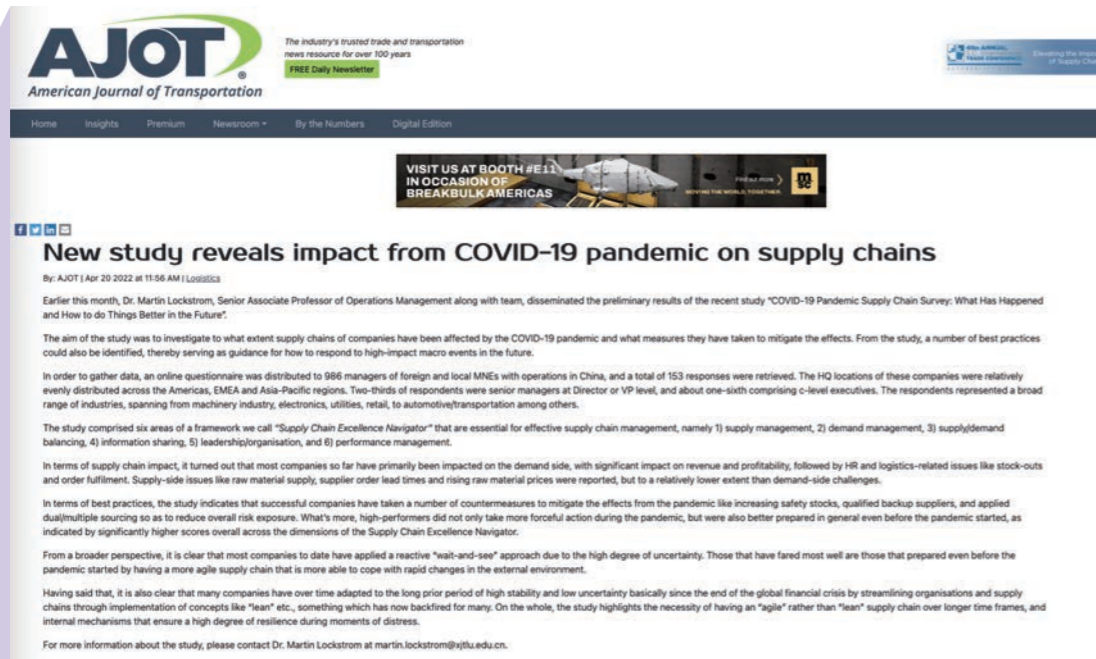 AJOT
American Journal of Transportation
The industry's trusted trade and transportation
news resource for over 100 years
FREE Daily Newsletter
TRADE CONFERENCE
Home Insights Premium Newsroom By the Numbers Digital Edition
VISIT US AT BOOTH #E11
IN OCCASION OF
BREAKBULK AMERICAS
Find out more
MOVING THE WORLD, TOGETHER.
m
sc
New study reveals impact from COVID-19 pandemic on supply chains
By: AJOT | Apr 20 2022 at 11:56 AM | Logistics
Earlier this month, Dr. Martin Lockstrom, Senior Associate Professor of Operations Management along with team, disseminated the preliminary results of the recent study "COVID-19 Pandemic Supply Chain Survey: What Has Happened
and How to do Things Better in the Future".
The aim of the study was to investigate to what extent supply chains of companies have been affected by the COVID-19 pandemic and what measures they have taken to mitigate the effects. From the study, a number of best practices
could also be identified, thereby serving as guidance for how to respond to high-impact macro events in the future.
In order to gather data, an online questionnaire was distributed to 986 managers of foreign and local MNEs with operations in China, and a total of 153 responses were retrieved. The HQ locations of these companies were relatively
evenly distributed across the Americas, EMEA and Asia-Pacific regions. Two-thirds of respondents were senior managers at Director or VP level, and about one-sixth comprising c-level executives. The respondents represented a broad
range of industries, spanning from machinery industry, electronics, utilities, retail, to automotive/transportation among others.
The study comprised six areas of a framework we call "Supply Chain Excellence Navigator" that are essential for effective supply chain management, namely 1) supply management, 2) demand management, 3) supply/demand
balancing, 4) information sharing, 5) leadership/organisation, and 6) performance management.
In terms of supply chain impact, it turned out that most companies so far have primarily been impacted on the demand side, with significant impact on revenue and profitability, followed by HR and logistics-related issues like stock-outs
and order fulfilment. Supply-side issues like raw material supply, supplier order lead times and rising raw material prices were reported, but to a relatively lower extent than demand-side challenges.
In terms of best practices, the study indicates that successful companies have taken a number of countermeasures to mitigate the effects from the pandemic like increasing safety stocks, qualified backup suppliers, and applied
dual/multiple sourcing so as to reduce overall risk exposure. What's more, high-performers did not only take more forceful action during the pandemic, but were also better prepared in general even before the pandemic started, as
indicated by significantly higher scores overall across the dimensions of the Supply Chain Excellence Navigator.
From a broader perspective, it is clear that most companies to date have applied a reactive "wait-and-see" approach due to the high degree of uncertainty. Those that have fared most well are those that prepared even before the
pandemic started by having a more agile supply chain that is more able to cope with rapid changes in the external environment.
Having said that, it is also clear that many companies have over time adapted to the long prior period of high stability and low uncertainty basically since the end of the global financial crisis by streamlining organisations and supply
chains through implementation of concepts like "lean" etc., something which has now backfired for many. On the whole, the study highlights the necessity of having an "agile" rather than "lean" supply chain over longer time frames, and
internal mechanisms that ensure a high degree of resilience during moments of distress.
For more information about the study, please contact Dr. Martin Lockstrom at martin.lockstrom@xjtlu.edu.cn.